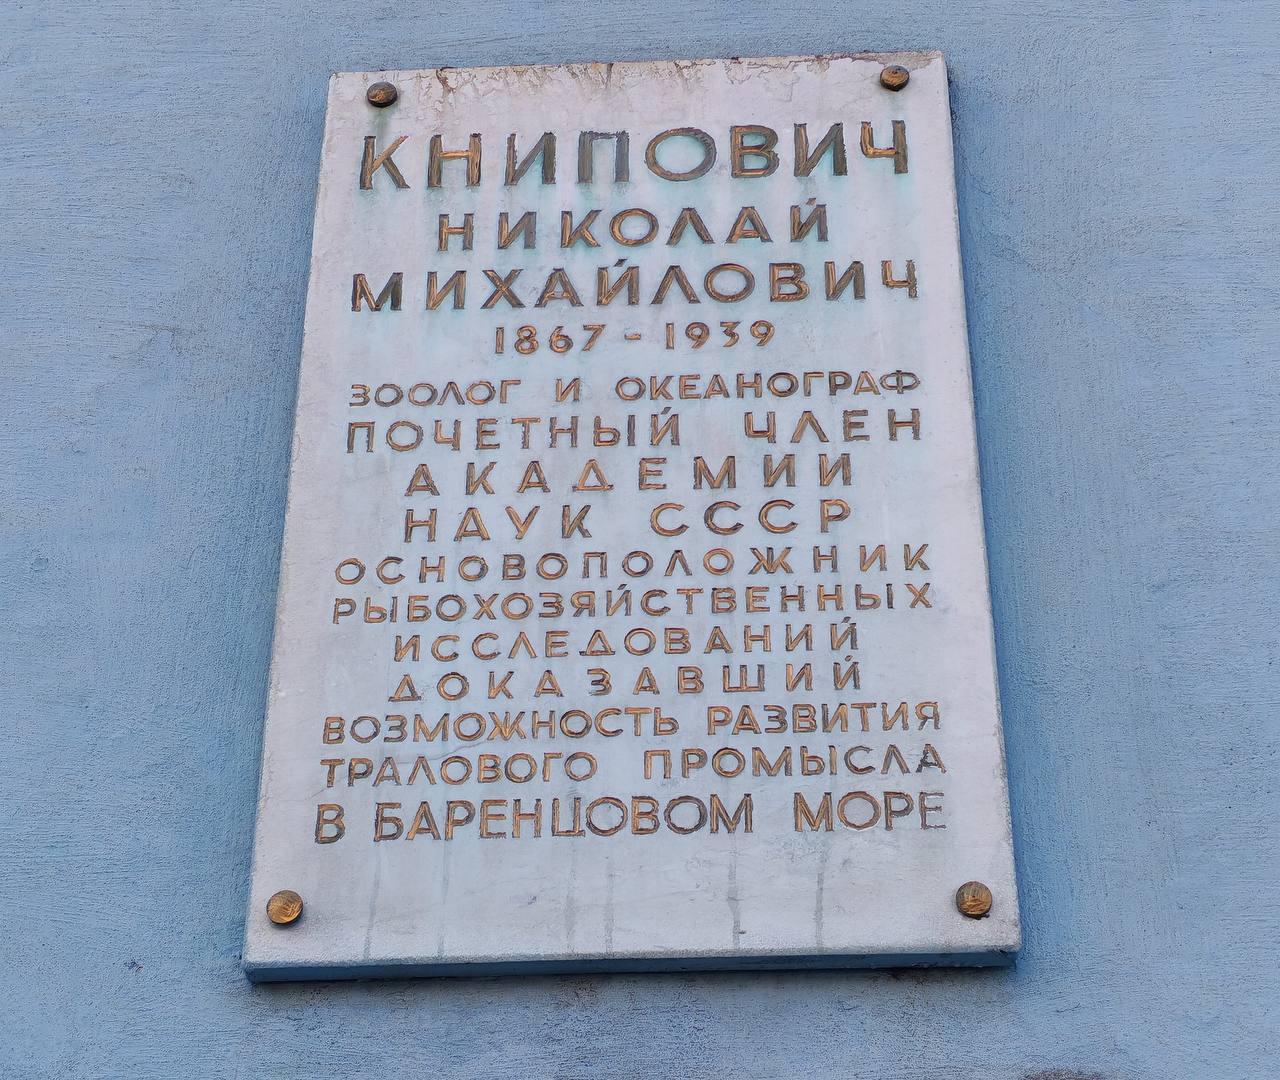 КНИПОВИЧ
НИКОЛАЙ
МИХАЙЛОВИЧ
1867 - 1939
ЗООЛОГ И ОКЕАНОГРАФ
ПОЧЕТНЫЙ ЧЛЕН
АКАДЕМИИ
НАУК СССР
ОСНОВОПОЛОЖНИК
РЫБОХОЗЯЙСТВЕННЫХ
ИССЛЕДОВАНИЙ
ДОКАЗАВШИЙ
ВОЗМОЖНОСТЬ РАЗВИТИЯ
ТРАЛОВОГО ПРОМЫСЛА
В БАРЕНЦОВОМ МОРЕ